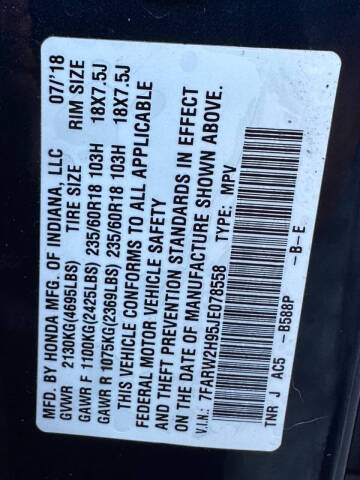 MFD. BY HONDA MFG. OF INDIANA, LLC 07/'18
GVWR 2130KG(4695LBS) TIRE SIZE RIM SIZE
GAWR F 1100KG(2425LBS) 235/60R18 103H 18X7.5J
GAWR R 1075KG(2369LBS) 235/60R18 103H 18X7.5J
THIS VEHICLE CONFORMS TO ALL APPLICABLE
FEDERAL MOTOR VEHICLE SAFETY
AND THEFT PREVENTION STANDARDS IN EFFECT
ON THE DATE OF MANUFACTURE SHOWN ABOVE.
V.I.N.: 7FARW2H95JE078558 TYPE: MPV
TNR J AC5 B588P -B-E